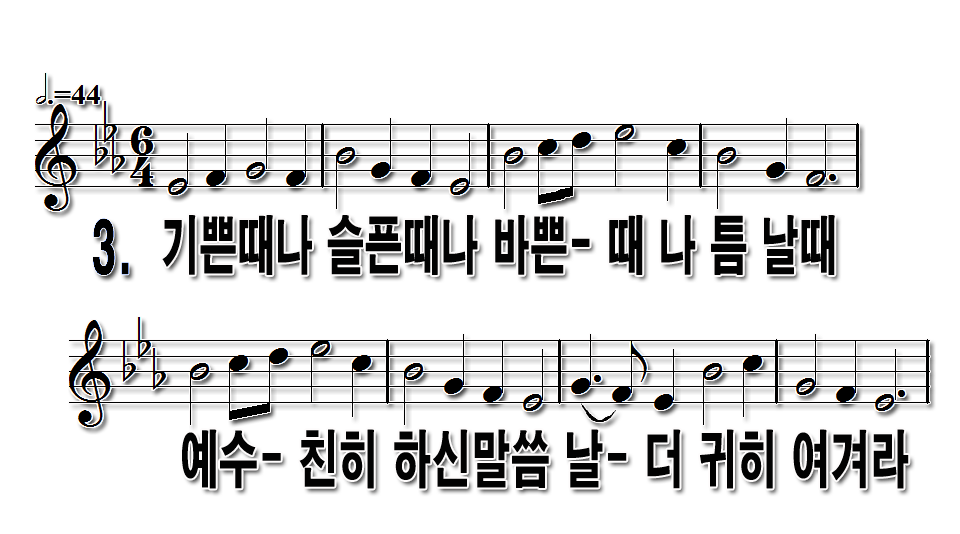 ♩.=44
6
4
3. 기쁜때나 슬픈때나 바쁜- 때 나 틈 날때
예수- 친히 하신말씀 날- 더 귀히 여겨라